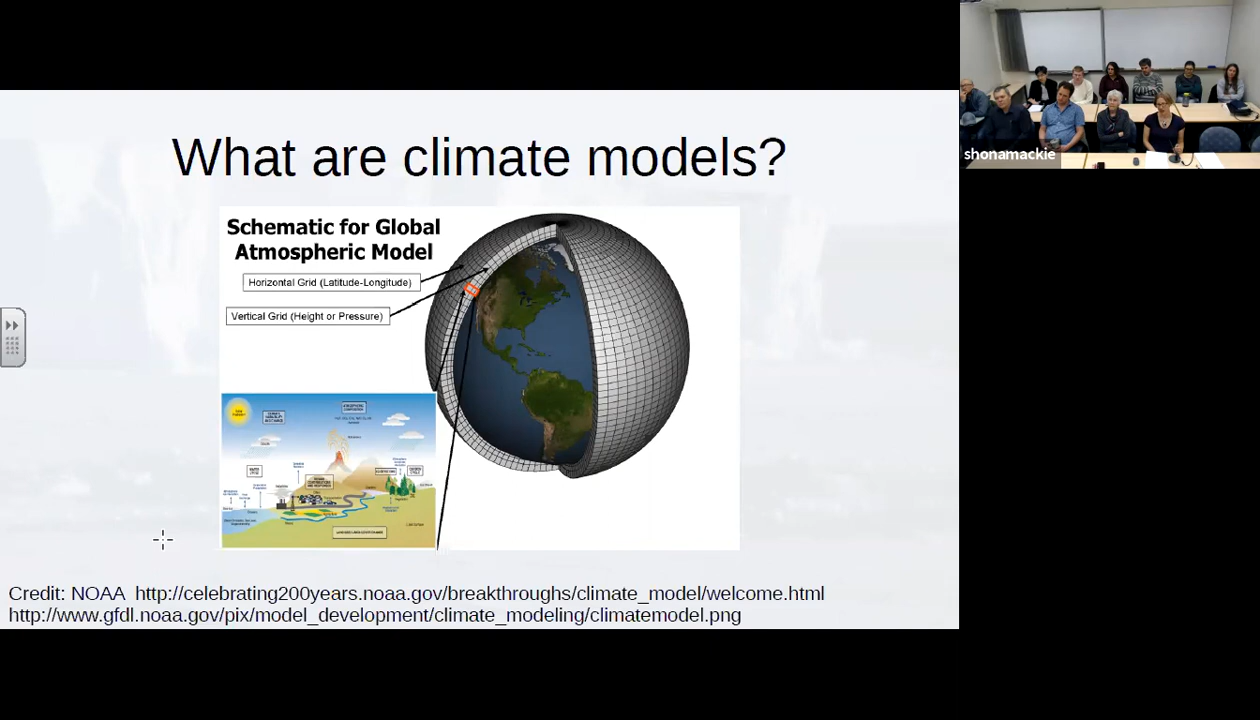 What are climate models?
Schematic for Global
Atmospheric Model
Horizontal Grid (Latitude-Longitude)
Vertical Grid (Height or Pressure)
Credit: NOAA http://celebrating200years.noaa.gov/breakthroughs/climate_model/welcome.html
http://www.gfdl.noaa.gov/pix/model_development/climate_modeling/climatemodel.png
shonamackie